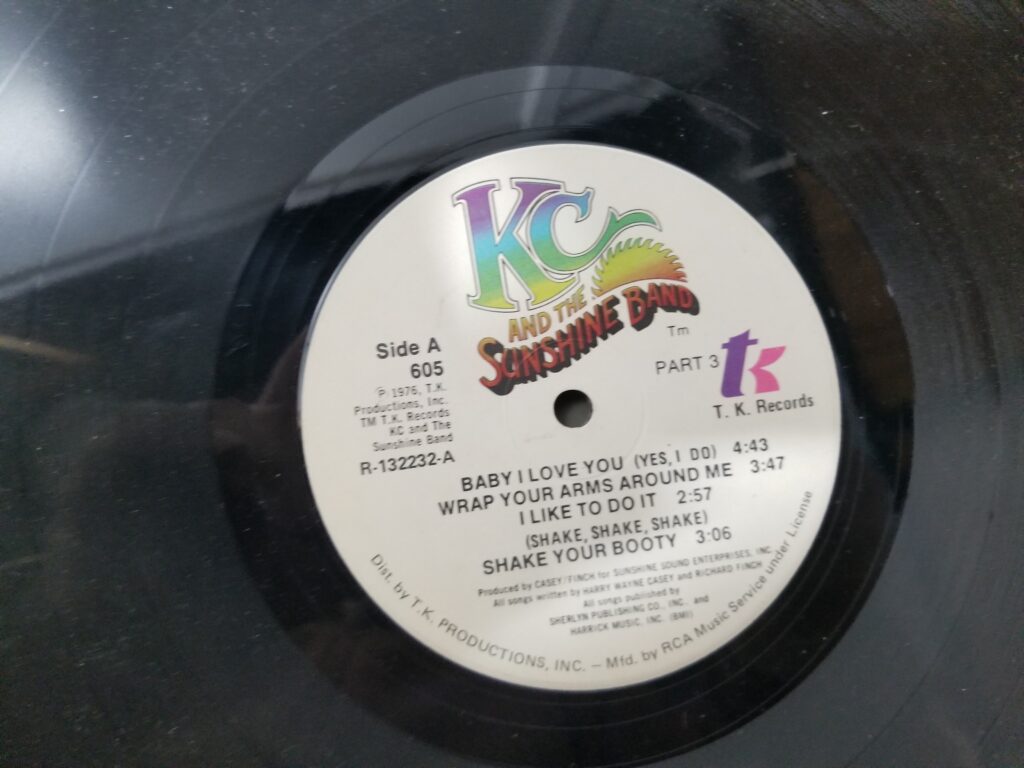 KC
AND THE
SUNSHINE BAND
Tm
Side A
605
℗ 1976, T.K.
Productions, Inc.
TM T.K. Records
KC and The
Sunshine Band
R-132232-A
PART 3
tk
T. K. Records
BABY I LOVE YOU (YES, I DO) 4:43
WRAP YOUR ARMS AROUND ME 3:47
I LIKE TO DO IT 2:57
(SHAKE, SHAKE, SHAKE)
SHAKE YOUR BOOTY 3:06
Produced by CASEY/FINCH for SUNSHINE SOUND ENTERPRISES, INC.
All songs written by HARRY WAYNE CASEY and RICHARD FINCH
All songs published by
SHERLYN PUBLISHING CO., INC. and
HARRICK MUSIC, INC. (BMI)
Dist. by T.K. PRODUCTIONS, INC. – Mfd. by RCA Music Service under License